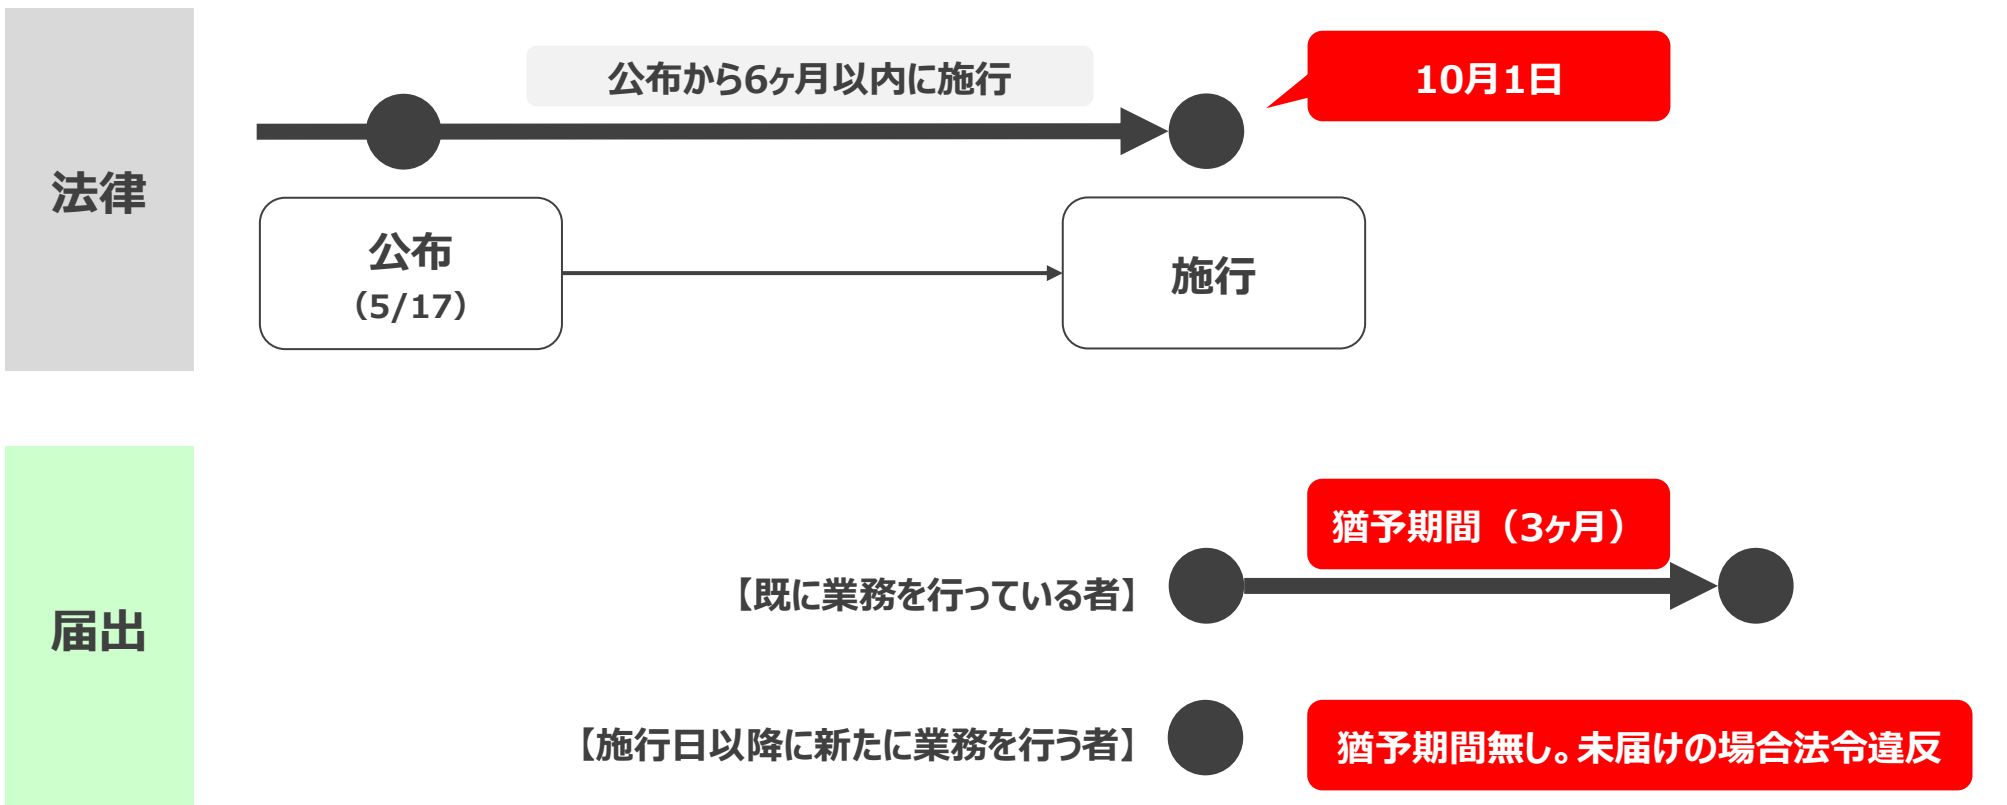 法律
公布から6ヶ月以内に施行
10月1日
公布
（5/17）
施行
届出
猶予期間（3ヶ月）
【既に業務を行っている者】
【施行日以降に新たに業務を行う者】
猶予期間無し。未届けの場合法令違反